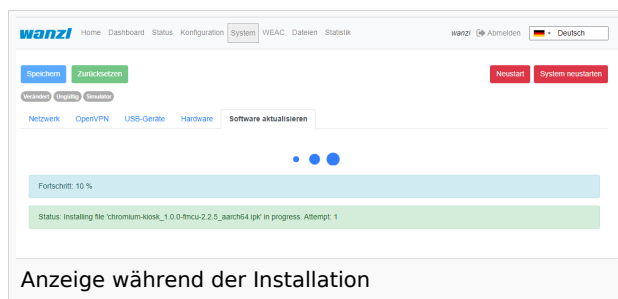 wanzl Home Dashboard Status Konfiguration System WEAC Dateien Statistik wanzl Abmelden Deutsch
Speichern Zurücksetzen Neustart System neustarten
Verändert Ungültig Simulator
Netzwerk OpenVPN USB-Geräte Hardware Software aktualisieren
Fortschritt: 10 %
Status: Installing file 'chromium-kiosk_1.0.0-fmcu-2.2.5_aarch64.ipk' in progress. Attempt: 1
Anzeige während der Installation